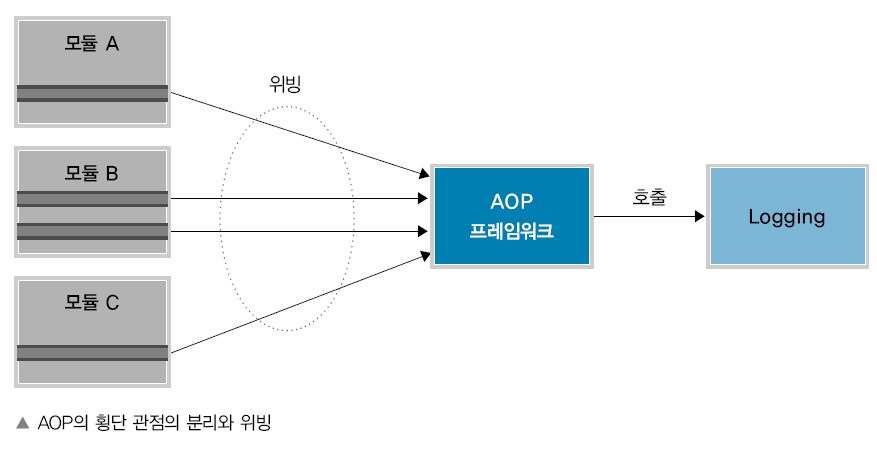 모듈 A
위빙
모듈 B
AOP
프레임워크
호출
Logging
모듈 C
▲ AOP의 횡단 관점의 분리와 위빙